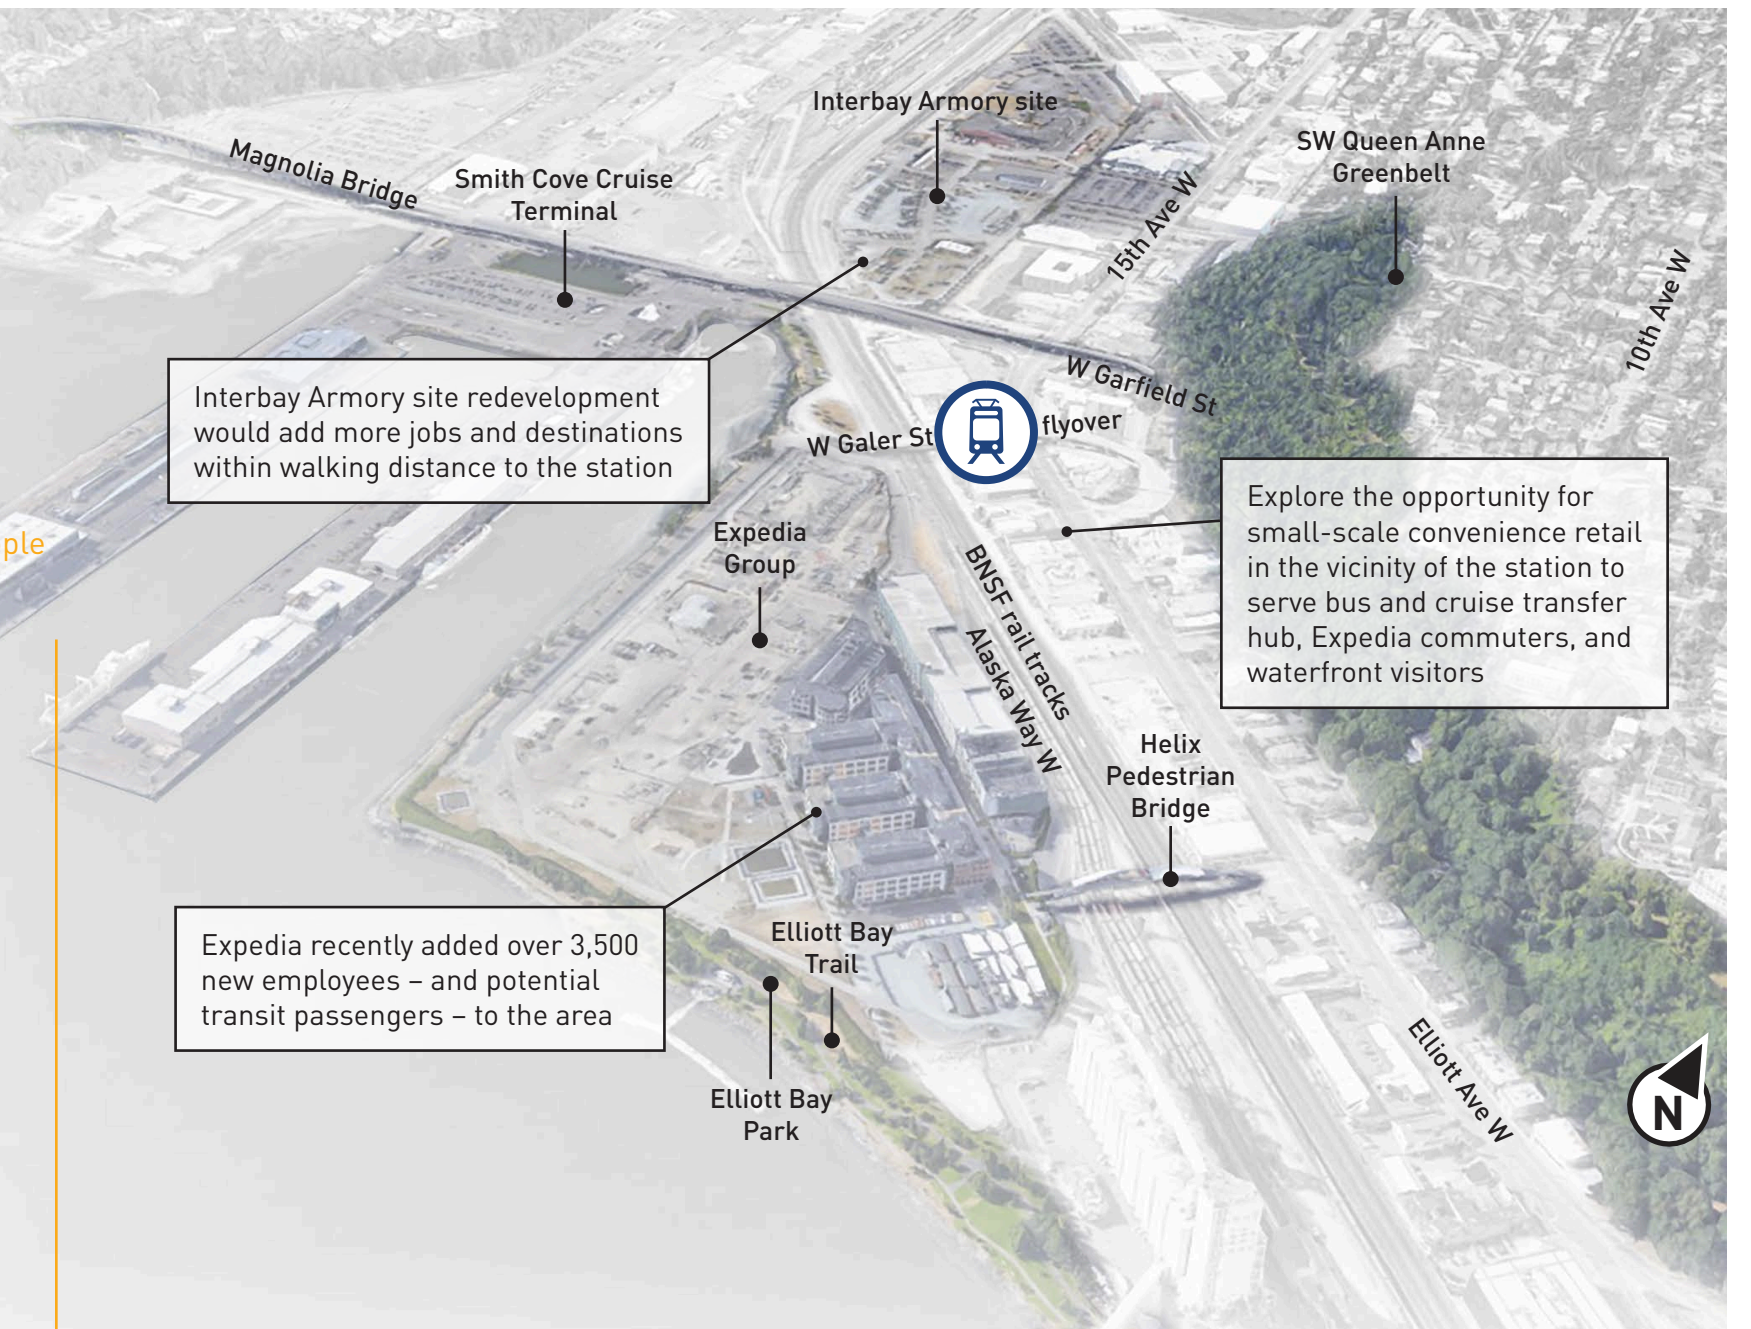 Interbay Armory site
SW Queen Anne
Greenbelt
Magnolia Bridge
Smith Cove Cruise
Terminal
15th Ave W
10th Ave W
W Garfield St
Interbay Armory site redevelopment
would add more jobs and destinations
within walking distance to the station
W Galer St
flyover
Explore the opportunity for
small-scale convenience retail
in the vicinity of the station to
serve bus and cruise transfer
hub, Expedia commuters, and
waterfront visitors
ple
Expedia
Group
BNSF rail tracks
Alaska Way W
Helix
Pedestrian
Bridge
Expedia recently added over 3,500
new employees – and potential
transit passengers – to the area
Elliott Bay
Trail
Elliott Bay
Park
Elliott Ave W
N